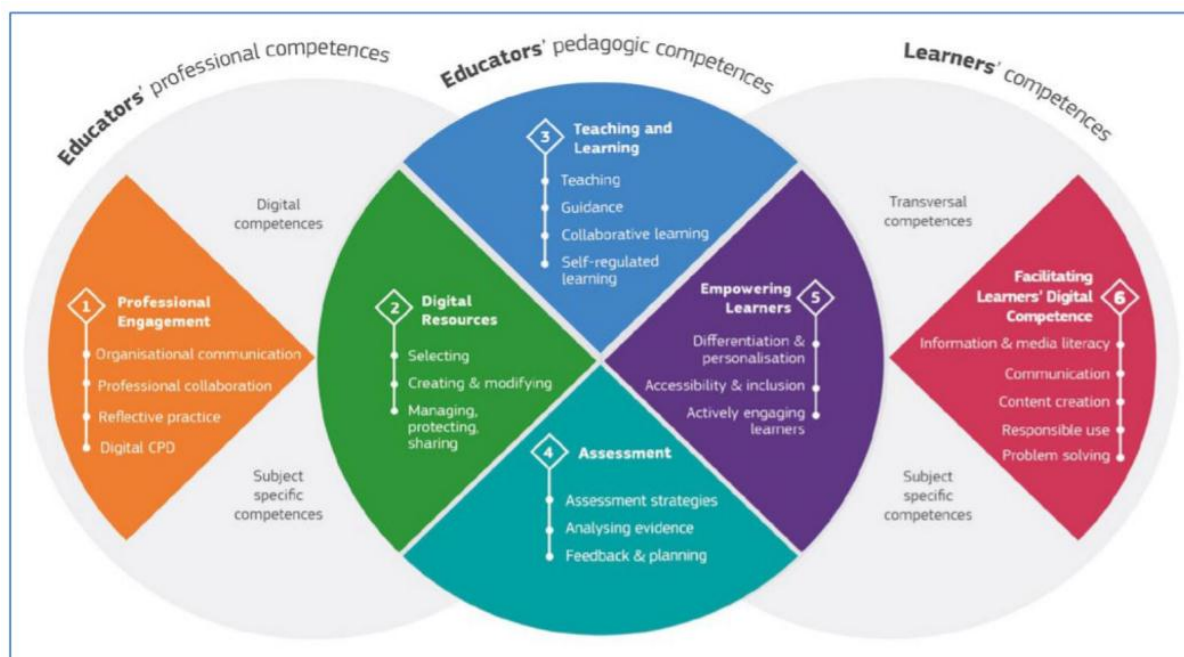 Educators' professional competences
Educators' pedagogic competences
Learners' competences
Digital
competences
Subject
specific
competences
1
Professional
Engagement
Organisational communication
Professional collaboration
Reflective practice
Digital CPD
2
Digital
Resources
Selecting
Creating & modifying
Managing,
protecting,
sharing
3
Teaching and
Learning
Teaching
Guidance
Collaborative learning
Self-regulated
learning
4
Assessment
Assessment strategies
Analysing evidence
Feedback & planning
Empowering
Learners
5
Differentiation &
personalisation
Accessibility & inclusion
Actively engaging
learners
Transversal
competences
Subject
specific
competences
Facilitating
Learners' Digital
Competence
6
Information & media literacy
Communication
Content creation
Responsible use
Problem solving